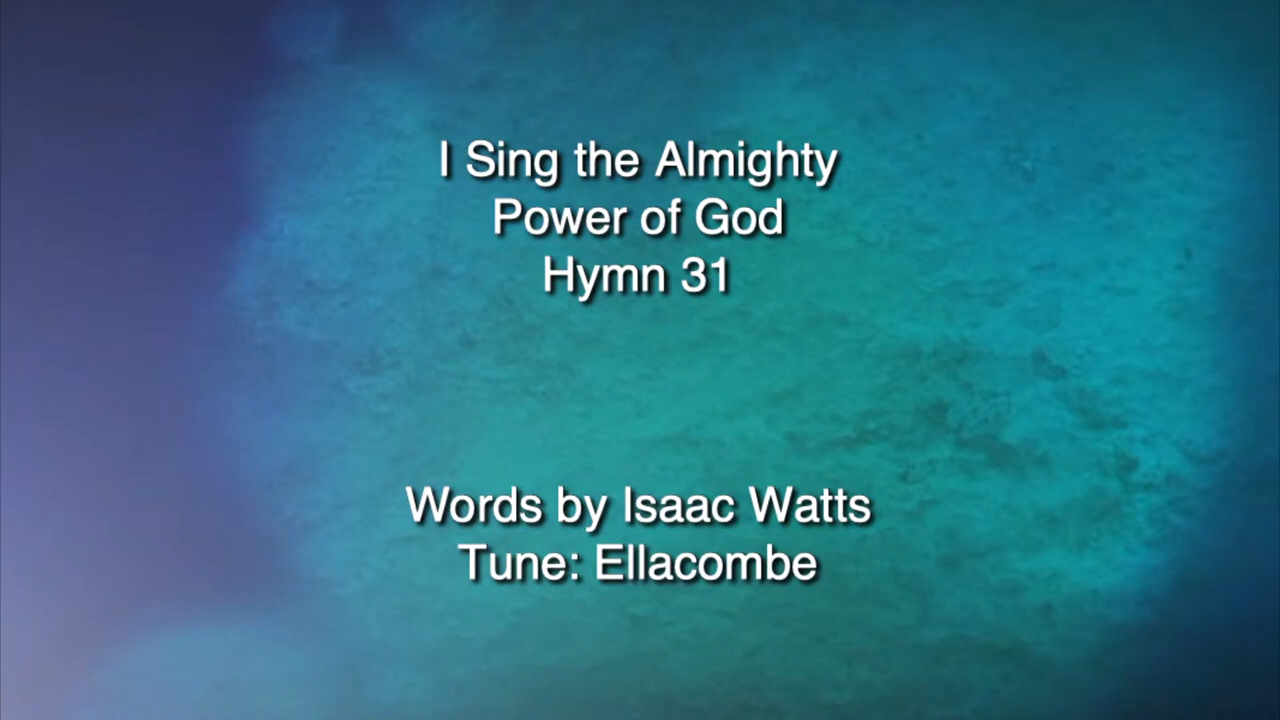 I Sing the Almighty
Power of God
Hymn 31
Words by Isaac Watts
Tune: Ellacombe